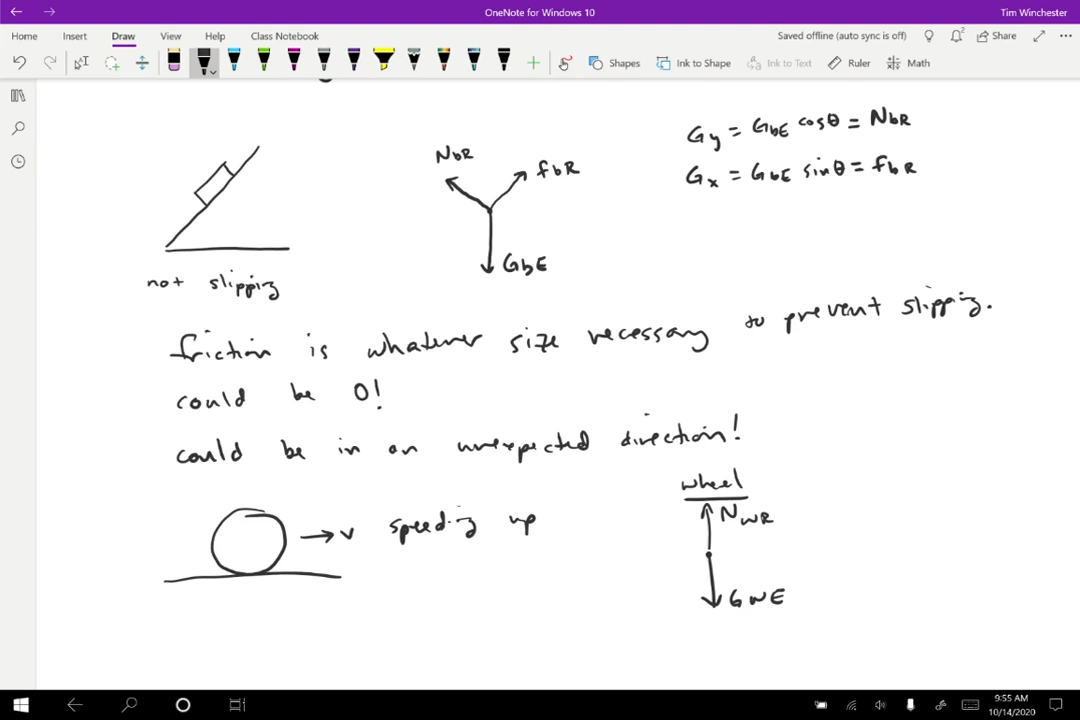 OneNote for Windows 10
Tim Winchester
Home Insert Draw View Help Class Notebook
Saved offline (auto sync is off) Share
Shapes Ink to Shape Ink to Text Ruler Math
Gy = GbE cosθ = NbR
Gx = GbE sinθ = fbR
NbR
fbR
GbE
not slipping
friction is whatever size necessary to prevent slipping.
could be 0!
could be in an unexpected direction!
wheel
NWR
→ v speeding up
GWE
9:55 AM
10/14/2020